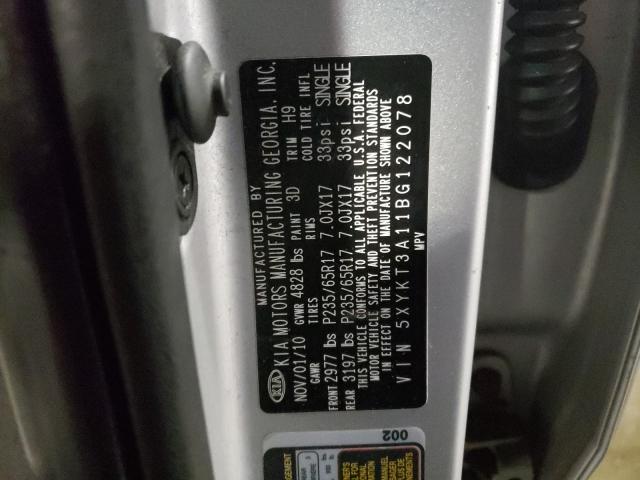 MANUFACTURED BY
KIA KIA MOTORS MANUFACTURING GEORGIA, INC.
NOV/01/10 GVWR 4828 lbs PAINT 3D TRIM H9
GAWR TIRES RIMS COLD TIRE INFL
FRONT 2977 lbs P235/65R17 7.0JX17 33psi SINGLE
REAR 3197 lbs P235/65R17 7.0JX17 33psi SINGLE
THIS VEHICLE CONFORMS TO ALL APPLICABLE U.S.A. FEDERAL
MOTOR VEHICLE SAFETY AND THEFT PREVENTION STANDARDS
IN EFFECT ON THE DATE OF MANUFACTURE SHOWN ABOVE
VIN 5XYKT3A11BG122078
MPV
002